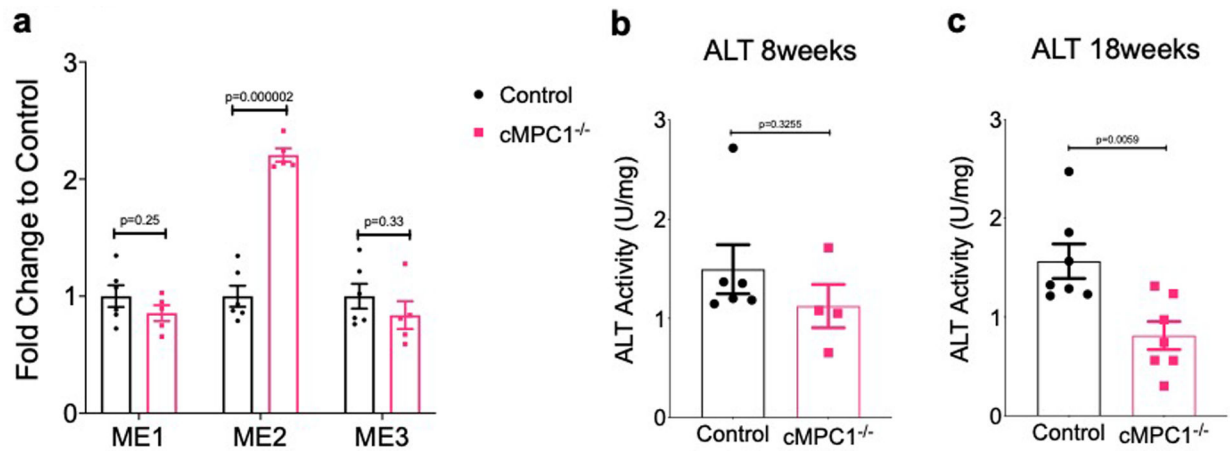 a
Fold Change to Control
3
2
1
0
p=0.25
p=0.000002
p=0.33
ME1 ME2 ME3
Control
cMPC1-/-
b
ALT 8weeks
ALT Activity (U/mg)
3
2
1
0
p=0.3255
Control cMPC1-/-
c
ALT 18weeks
ALT Activity (U/mg)
3
2
1
0
p=0.0059
Control cMPC1-/-